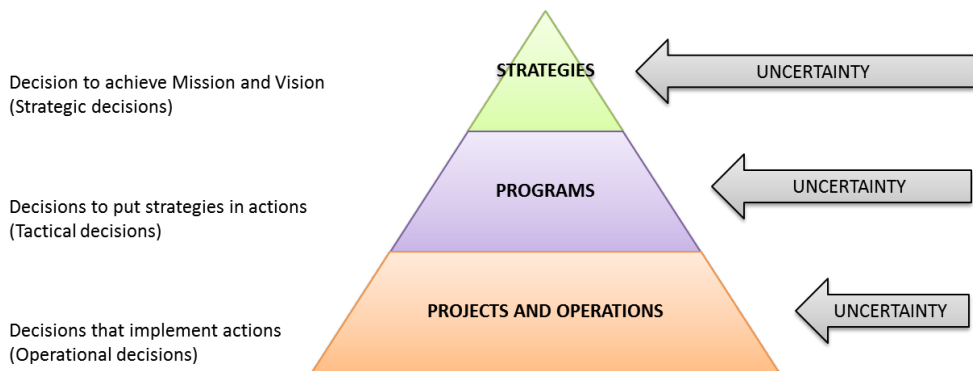 STRATEGIES
UNCERTAINTY
Decision to achieve Mission and Vision
(Strategic decisions)
PROGRAMS
UNCERTAINTY
Decisions to put strategies in actions
(Tactical decisions)
PROJECTS AND OPERATIONS
UNCERTAINTY
Decisions that implement actions
(Operational decisions)